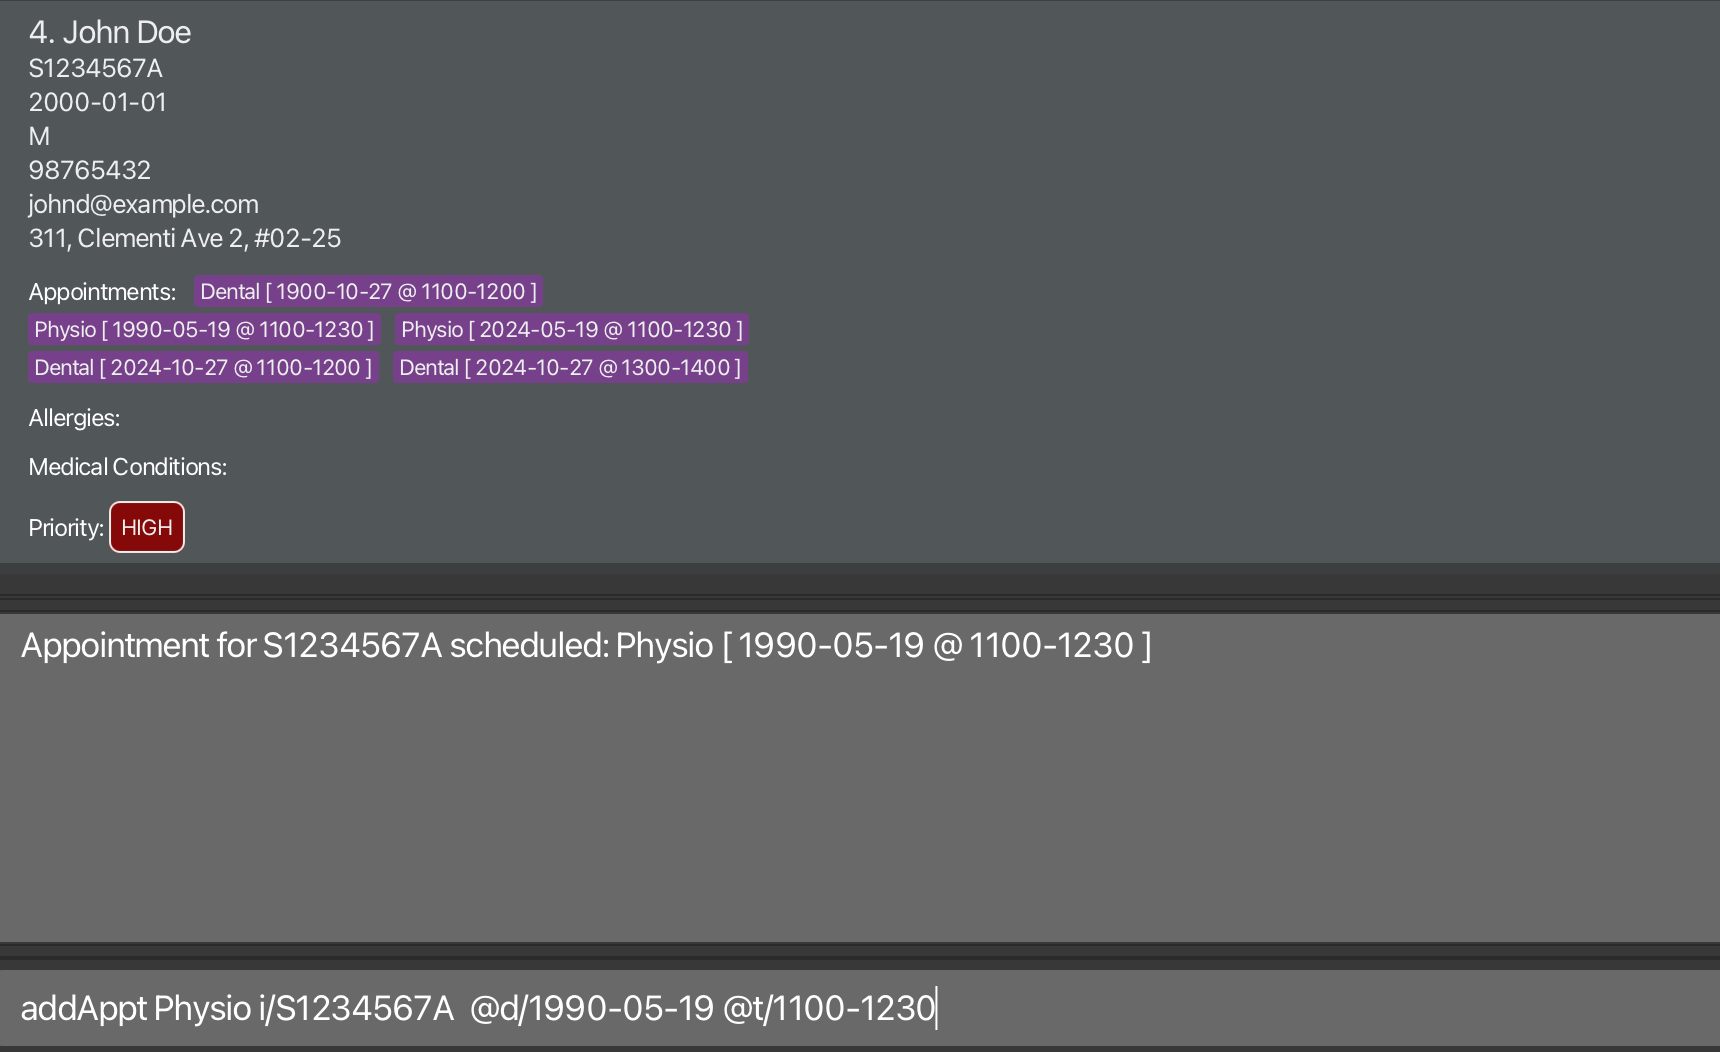 4. John Doe
S1234567A
2000-01-01
M
98765432
johnd@example.com
311, Clementi Ave 2, #02-25
Appointments: Dental [ 1900-10-27 @ 1100-1200 ]
Physio [ 1990-05-19 @ 1100-1230 ] Physio [ 2024-05-19 @ 1100-1230 ]
Dental [ 2024-10-27 @ 1100-1200 ] Dental [ 2024-10-27 @ 1300-1400 ]
Allergies:
Medical Conditions:
Priority: HIGH
Appointment for S1234567A scheduled: Physio [ 1990-05-19 @ 1100-1230 ]
addAppt Physio i/S1234567A  @d/1990-05-19 @t/1100-1230